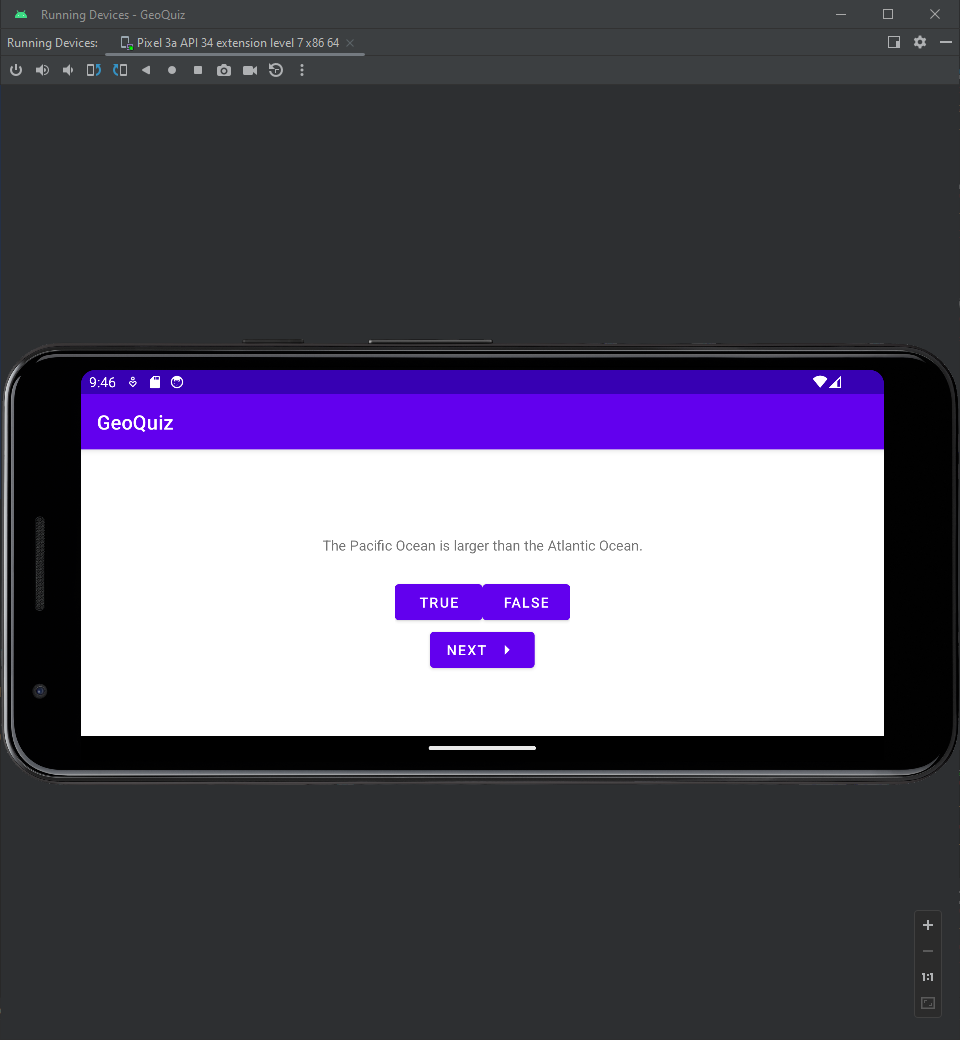 Running Devices - GeoQuiz
Running Devices: Pixel 3a API 34 extension level 7 x86 64
9:46
GeoQuiz
The Pacific Ocean is larger than the Atlantic Ocean.
TRUE FALSE
NEXT
1:1